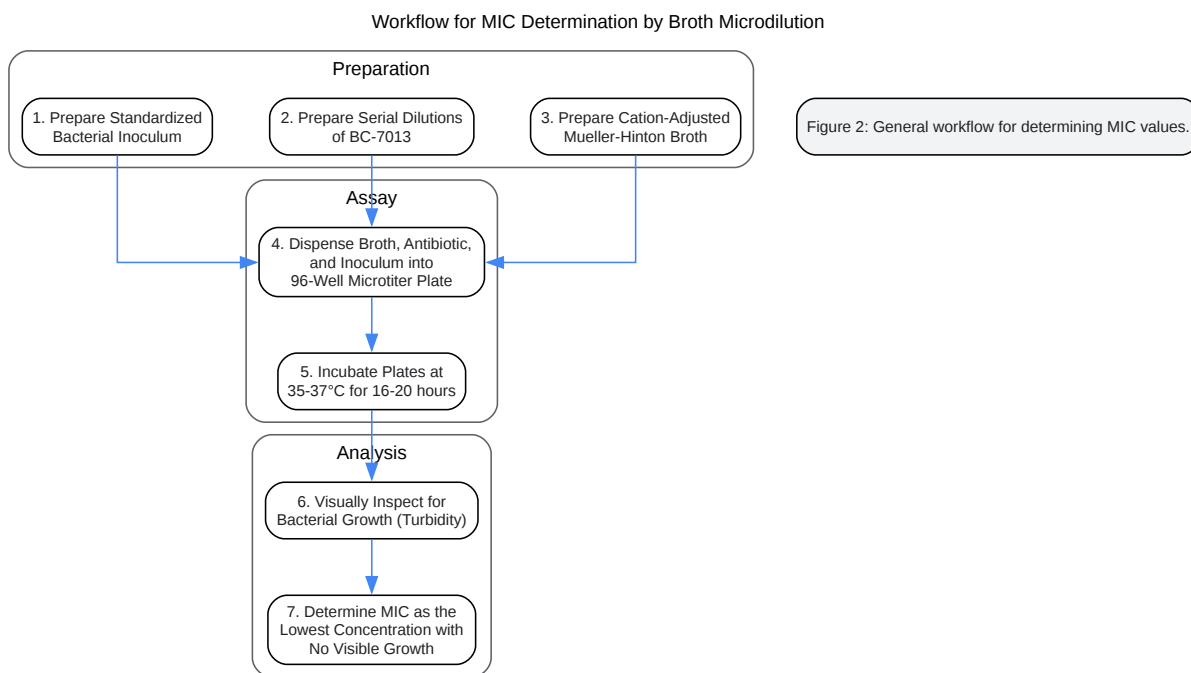 Workflow for MIC Determination by Broth Microdilution
Preparation
1. Prepare Standardized
Bacterial Inoculum
2. Prepare Serial Dilutions
of BC-7013
3. Prepare Cation-Adjusted
Mueller-Hinton Broth
Figure 2: General workflow for determining MIC values.
Assay
4. Dispense Broth, Antibiotic,
and Inoculum into
96-Well Microtiter Plate
5. Incubate Plates at
35-37°C for 16-20 hours
Analysis
6. Visually Inspect for
Bacterial Growth (Turbidity)
7. Determine MIC as the
Lowest Concentration with
No Visible Growth